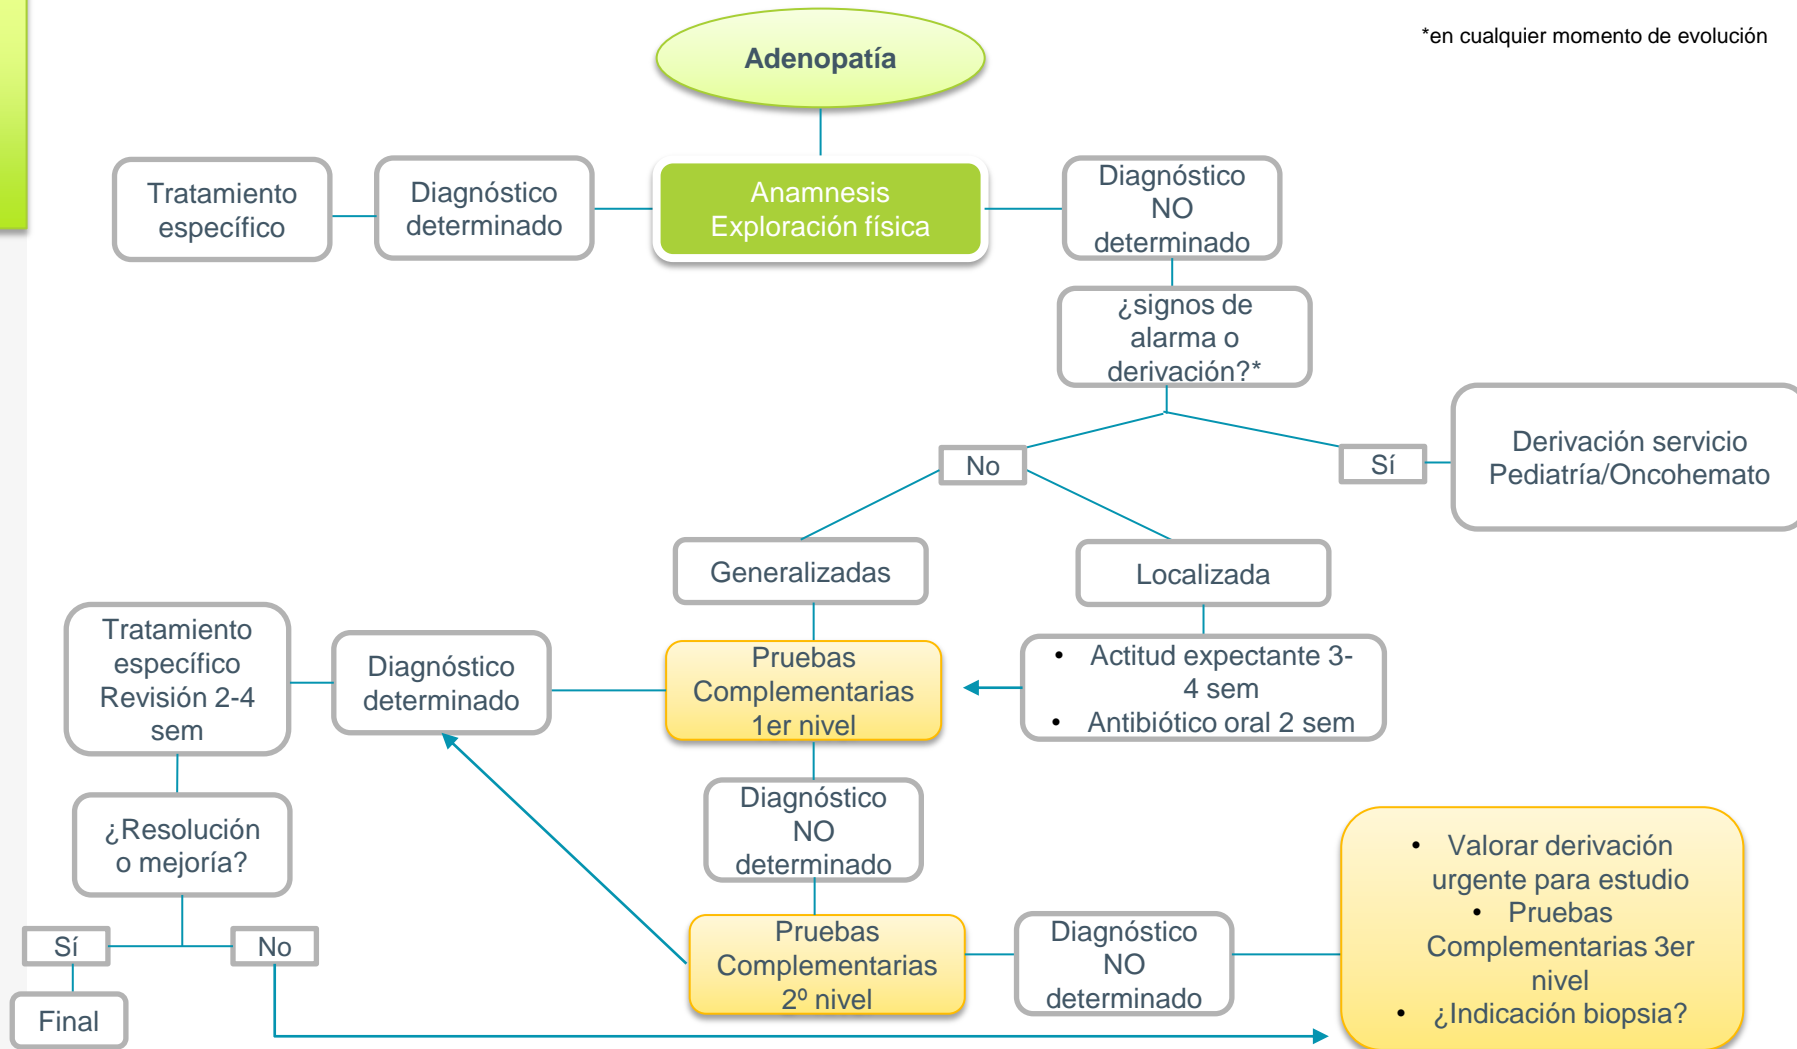 *en cualquier momento de evolución
Adenopatía
Tratamiento
específico
Diagnóstico
determinado
Anamnesis
Exploración física
Diagnóstico
NO
determinado
¿signos de
alarma o
derivación?*
No
Sí
Derivación servicio
Pediatría/Oncohemato
Generalizadas
Localizada
Tratamiento
específico
Revisión 2-4
sem
Diagnóstico
determinado
Pruebas
Complementarias
1er nivel
• Actitud expectante 3-
4 sem
• Antibiótico oral 2 sem
¿Resolución
o mejoría?
Diagnóstico
NO
determinado
Sí
No
Final
Pruebas
Complementarias
2º nivel
Diagnóstico
NO
determinado
• Valorar derivación
urgente para estudio
• Pruebas
Complementarias 3er
nivel
• ¿Indicación biopsia?